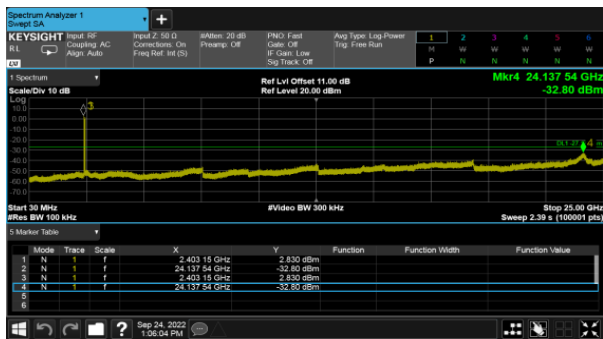 Spectrum Analyzer 1
Swept SA
KEYSIGHT Input: RF Input Z: 50 Ω #Atten: 20 dB PNO: Fast Avg Type: Log-Power 1 2 3 4 5 6
RL Coupling: AC Corrections: On Preamp: Off Gate: Off Trig: Free Run M W W W W W
Align: Auto Freq Ref: Int (S) IF Gain: Low
LXI Sig Track: Off P N N N N N
1 Spectrum Ref Lvl Offset 11.00 dB Mkr4 24.137 54 GHz
Scale/Div 10 dB Ref Level 20.00 dBm -32.80 dBm
Log
10.0 3
0.00
-10.0
-20.0
-30.0 4
-40.0
-50.0
-60.0
-70.0
Start 30 MHz #Video BW 300 kHz Stop 25.00 GHz
#Res BW 100 kHz Sweep 2.39 s (100001 pts)
5 Marker Table
Mode Trace Scale X Y Function Function Width Function Value
1 N 1 f 2.403 15 GHz 2.830 dBm
2 N 1 f 24.137 54 GHz -32.80 dBm
3 N 1 f 2.403 15 GHz 2.830 dBm
4 N 1 f 24.137 54 GHz -32.80 dBm
5
6
? Sep 24, 2022
1:06:04 PM